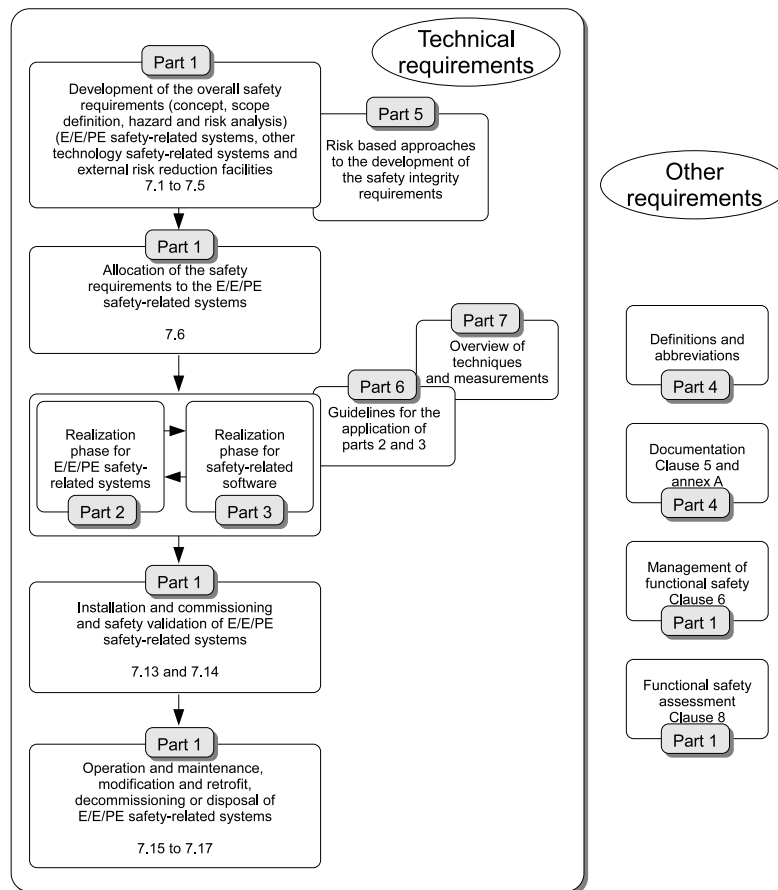 Technical
requirements
Part 1
Development of the overall safety
requirements (concept, scope
definition, hazard and risk analysis)
(E/E/PE safety-related systems, other
technology safety-related systems and
external risk reduction facilities
7.1 to 7.5
Part 5
Risk based approaches
to the development of
the safety integrity
requirements
Part 1
Allocation of the safety
requirements to the E/E/PE
safety-related systems
7.6
Part 7
Overview of
techniques
and measurements
Part 6
Guidelines for the
application of
parts 2 and 3
Realization
phase for
E/E/PE safety-
related systems
Part 2
Realization
phase for
safety-related
software
Part 3
Part 1
Installation and commissioning
and safety validation of E/E/PE
safety-related systems
7.13 and 7.14
Part 1
Operation and maintenance,
modification and retrofit,
decommissioning or disposal of
E/E/PE safety-related systems
7.15 to 7.17
Other
requirements
Definitions and
abbreviations
Part 4
Documentation
Clause 5 and
annex A
Part 4
Management of
functional safety
Clause 6
Part 1
Functional safety
assessment
Clause 8
Part 1